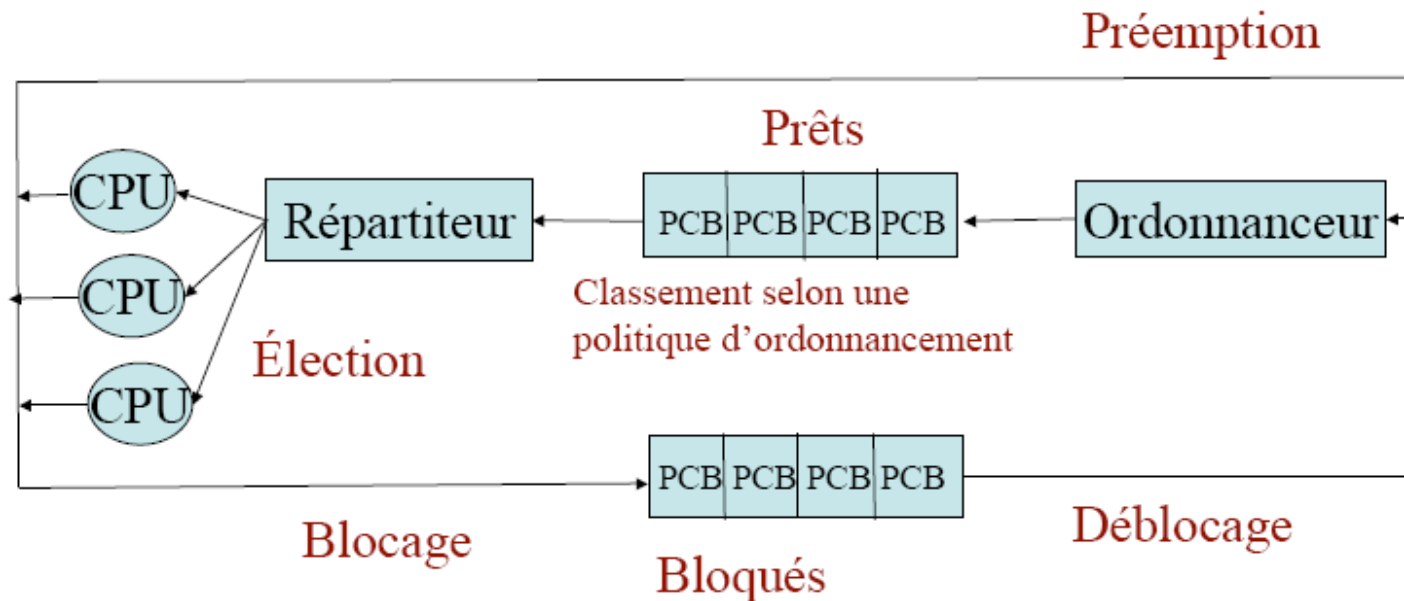 Préemption
Prêts
CPU
Répartiteur
PCB PCB PCB PCB
Ordonnanceur
CPU
Classement selon une
politique d'ordonnancement
Élection
CPU
PCB PCB PCB PCB
Blocage
Déblocage
Bloqués